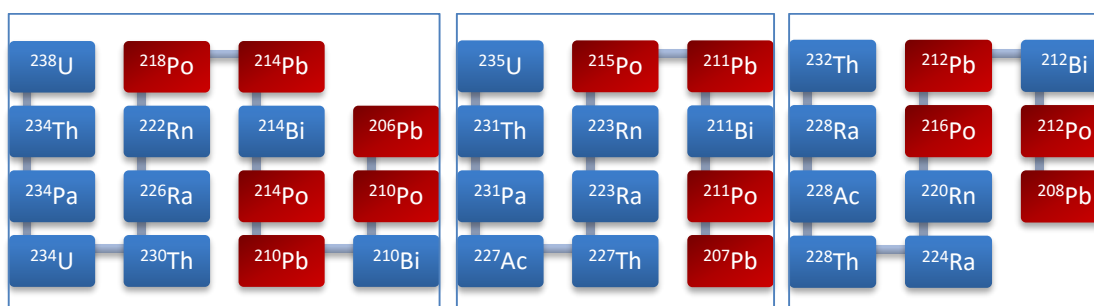 ²³⁸U ²¹⁸Po ²¹⁴Pb
²³⁴Th ²²²Rn ²¹⁴Bi ²⁰⁶Pb
²³⁴Pa ²²⁶Ra ²¹⁴Po ²¹⁰Po
²³⁴U ²³⁰Th ²¹⁰Pb ²¹⁰Bi
²³⁵U ²¹⁵Po ²¹¹Pb
²³¹Th ²²³Rn ²¹¹Bi
²³¹Pa ²²³Ra ²¹¹Po
²²⁷Ac ²²⁷Th ²⁰⁷Pb
²³²Th ²¹²Pb ²¹²Bi
²²⁸Ra ²¹⁶Po ²¹²Po
²²⁸Ac ²²⁰Rn ²⁰⁸Pb
²²⁸Th ²²⁴Ra